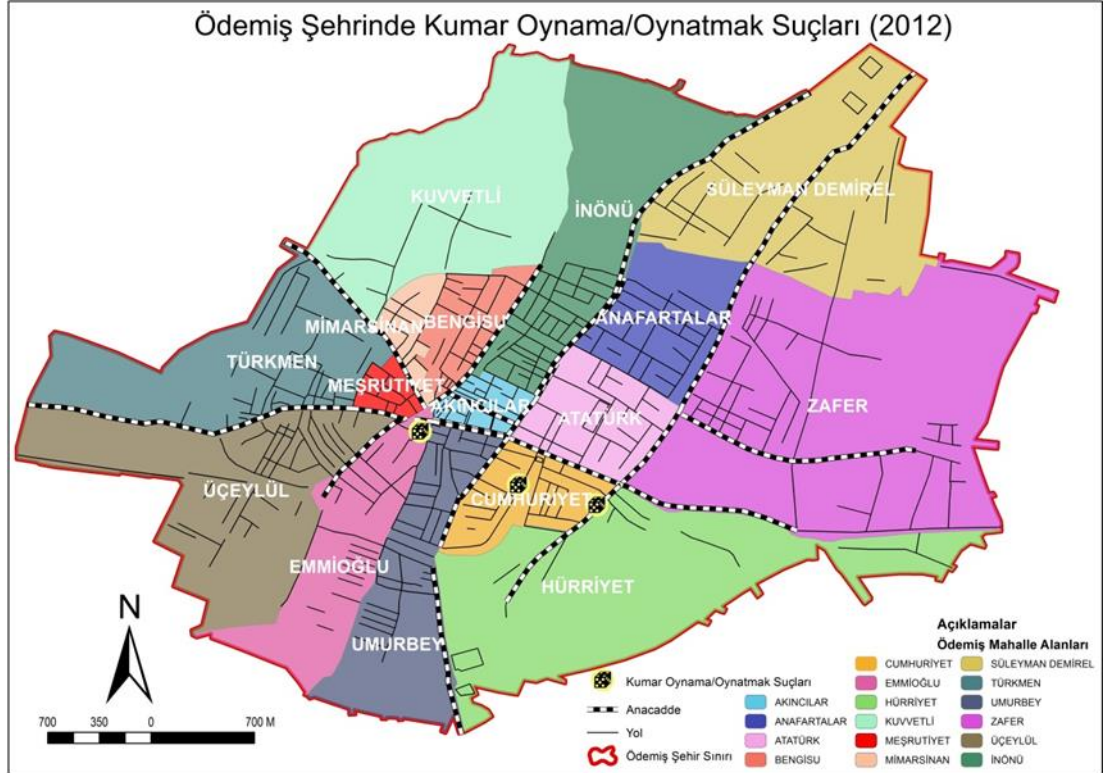 Ödemiş Şehrinde Kumar Oynama/Oynatmak Suçları (2012)
SÜLEYMAN DEMİREL
KUVVETLİ
İNÖNÜ
MİMARSİNAN
BENGİSU
ANAFARTALAR
TÜRKMEN
MEŞRUTİYET
AKINCILAR
ATATÜRK
ZAFER
ÜÇEYLÜL
CUMHURİYET
EMMİOĞLU
HÜRRİYET
UMURBEY
N
700 350 0 700 M
Açıklamalar
Ödemiş Mahalle Alanları
Kumar Oynama/Oynatmak Suçları
Anacadde
Yol
Ödemiş Şehir Sınırı
AKINCILAR
ANAFARTALAR
ATATÜRK
BENGİSU
CUMHURİYET
EMMİOĞLU
HÜRRİYET
KUVVETLİ
MEŞRUTİYET
MİMARSİNAN
SÜLEYMAN DEMİREL
TÜRKMEN
UMURBEY
ZAFER
ÜÇEYLÜL
İNÖNÜ